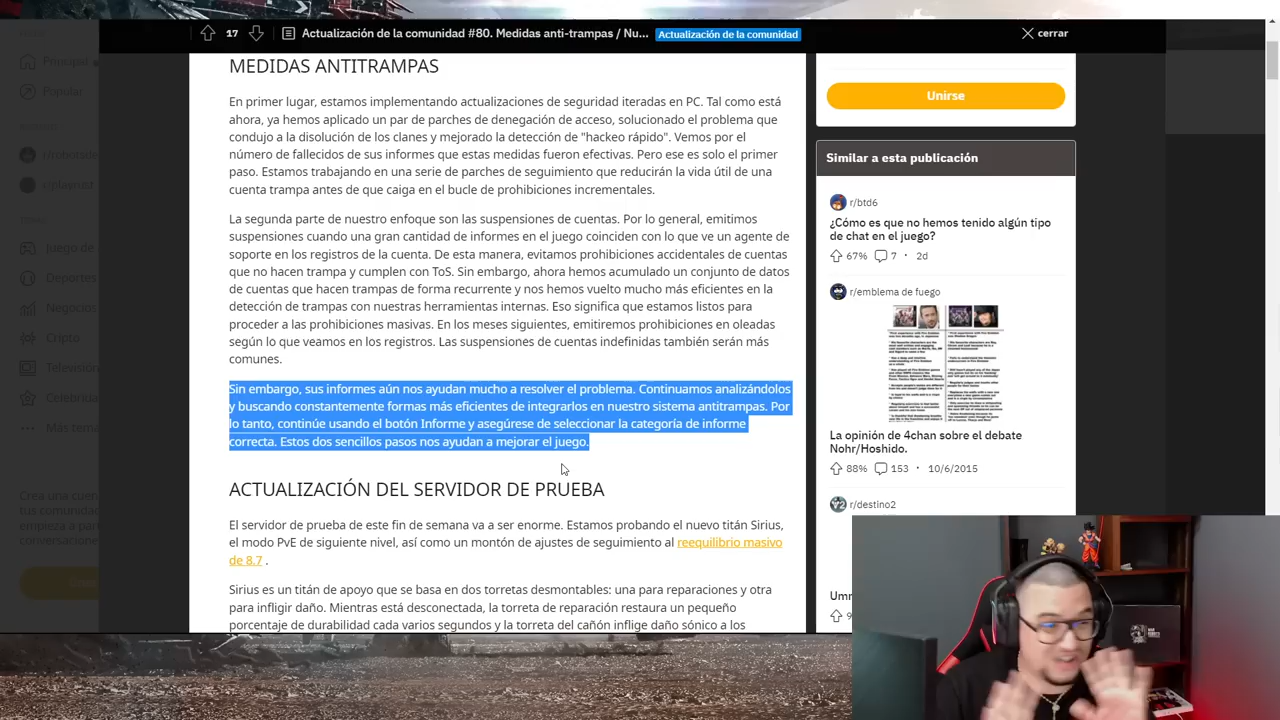 17
Actualización de la comunidad #80. Medidas anti-trampas / Nu...
Actualización de la comunidad
cerrar
MEDIDAS ANTITRAMPAS
En primer lugar, estamos implementando actualizaciones de seguridad iteradas en PC. Tal como está
ahora, ya hemos aplicado un par de parches de denegación de acceso, solucionado el problema que
condujo a la disolución de los clanes y mejorado la detección de "hackeo rápido". Vemos por el
número de fallecidos de sus informes que estas medidas fueron efectivas. Pero ese es solo el primer
paso. Estamos trabajando en una serie de parches de seguimiento que reducirán la vida útil de una
cuenta trampa antes de que caiga en el bucle de prohibiciones incrementales.
La segunda parte de nuestro enfoque son las suspensiones de cuentas. Por lo general, emitimos
suspensiones cuando una gran cantidad de informes en el juego coinciden con lo que ve un agente de
soporte en los registros de la cuenta. De esta manera, evitamos prohibiciones accidentales de cuentas
que no hacen trampa y cumplen con ToS. Sin embargo, ahora hemos acumulado un conjunto de datos
de cuentas que hacen trampas de forma recurrente y nos hemos vuelto mucho más eficientes en la
detección de trampas con nuestras herramientas internas. Eso significa que estamos listos para
proceder a las prohibiciones masivas. En los meses siguientes, emitiremos prohibiciones en oleadas
según lo que veamos en los registros. Las suspensiones de cuentas indefinidas también serán más
comunes.
Sin embargo, sus informes aún nos ayudan mucho a resolver el problema. Continuamos analizándolos
y buscando constantemente formas más eficientes de integrarlos en nuestro sistema antitrampas. Por
lo tanto, continúe usando el botón Informe y asegúrese de seleccionar la categoría de informe
correcta. Estos dos sencillos pasos nos ayudan a mejorar el juego.
ACTUALIZACIÓN DEL SERVIDOR DE PRUEBA
El servidor de prueba de este fin de semana va a ser enorme. Estamos probando el nuevo titán Sirius,
el modo PvE de siguiente nivel, así como un montón de ajustes de seguimiento al reequilibrio masivo
de 8.7 .
Sirius es un titán de apoyo que se basa en dos torretas desmontables: una para reparaciones y otra
para infligir daño. Mientras está desconectada, la torreta de reparación restaura un pequeño
porcentaje de durabilidad cada varios segundos y la torreta del cañón inflige daño sónico a los
Unirse
Similar a esta publicación
r/btd6
¿Cómo es que no hemos tenido algún tipo
de chat en el juego?
67% 7 · 2d
r/emblema de fuego
La opinión de 4chan sobre el debate
Nohr/Hoshido.
88% 153 · 10/6/2015
r/destino2
Principal
Popular
Juego de
Deportes
Negocios
Cripto
Televisión
Más tema
Crea una cuen
tus comunidad
empieza a par
conversacione